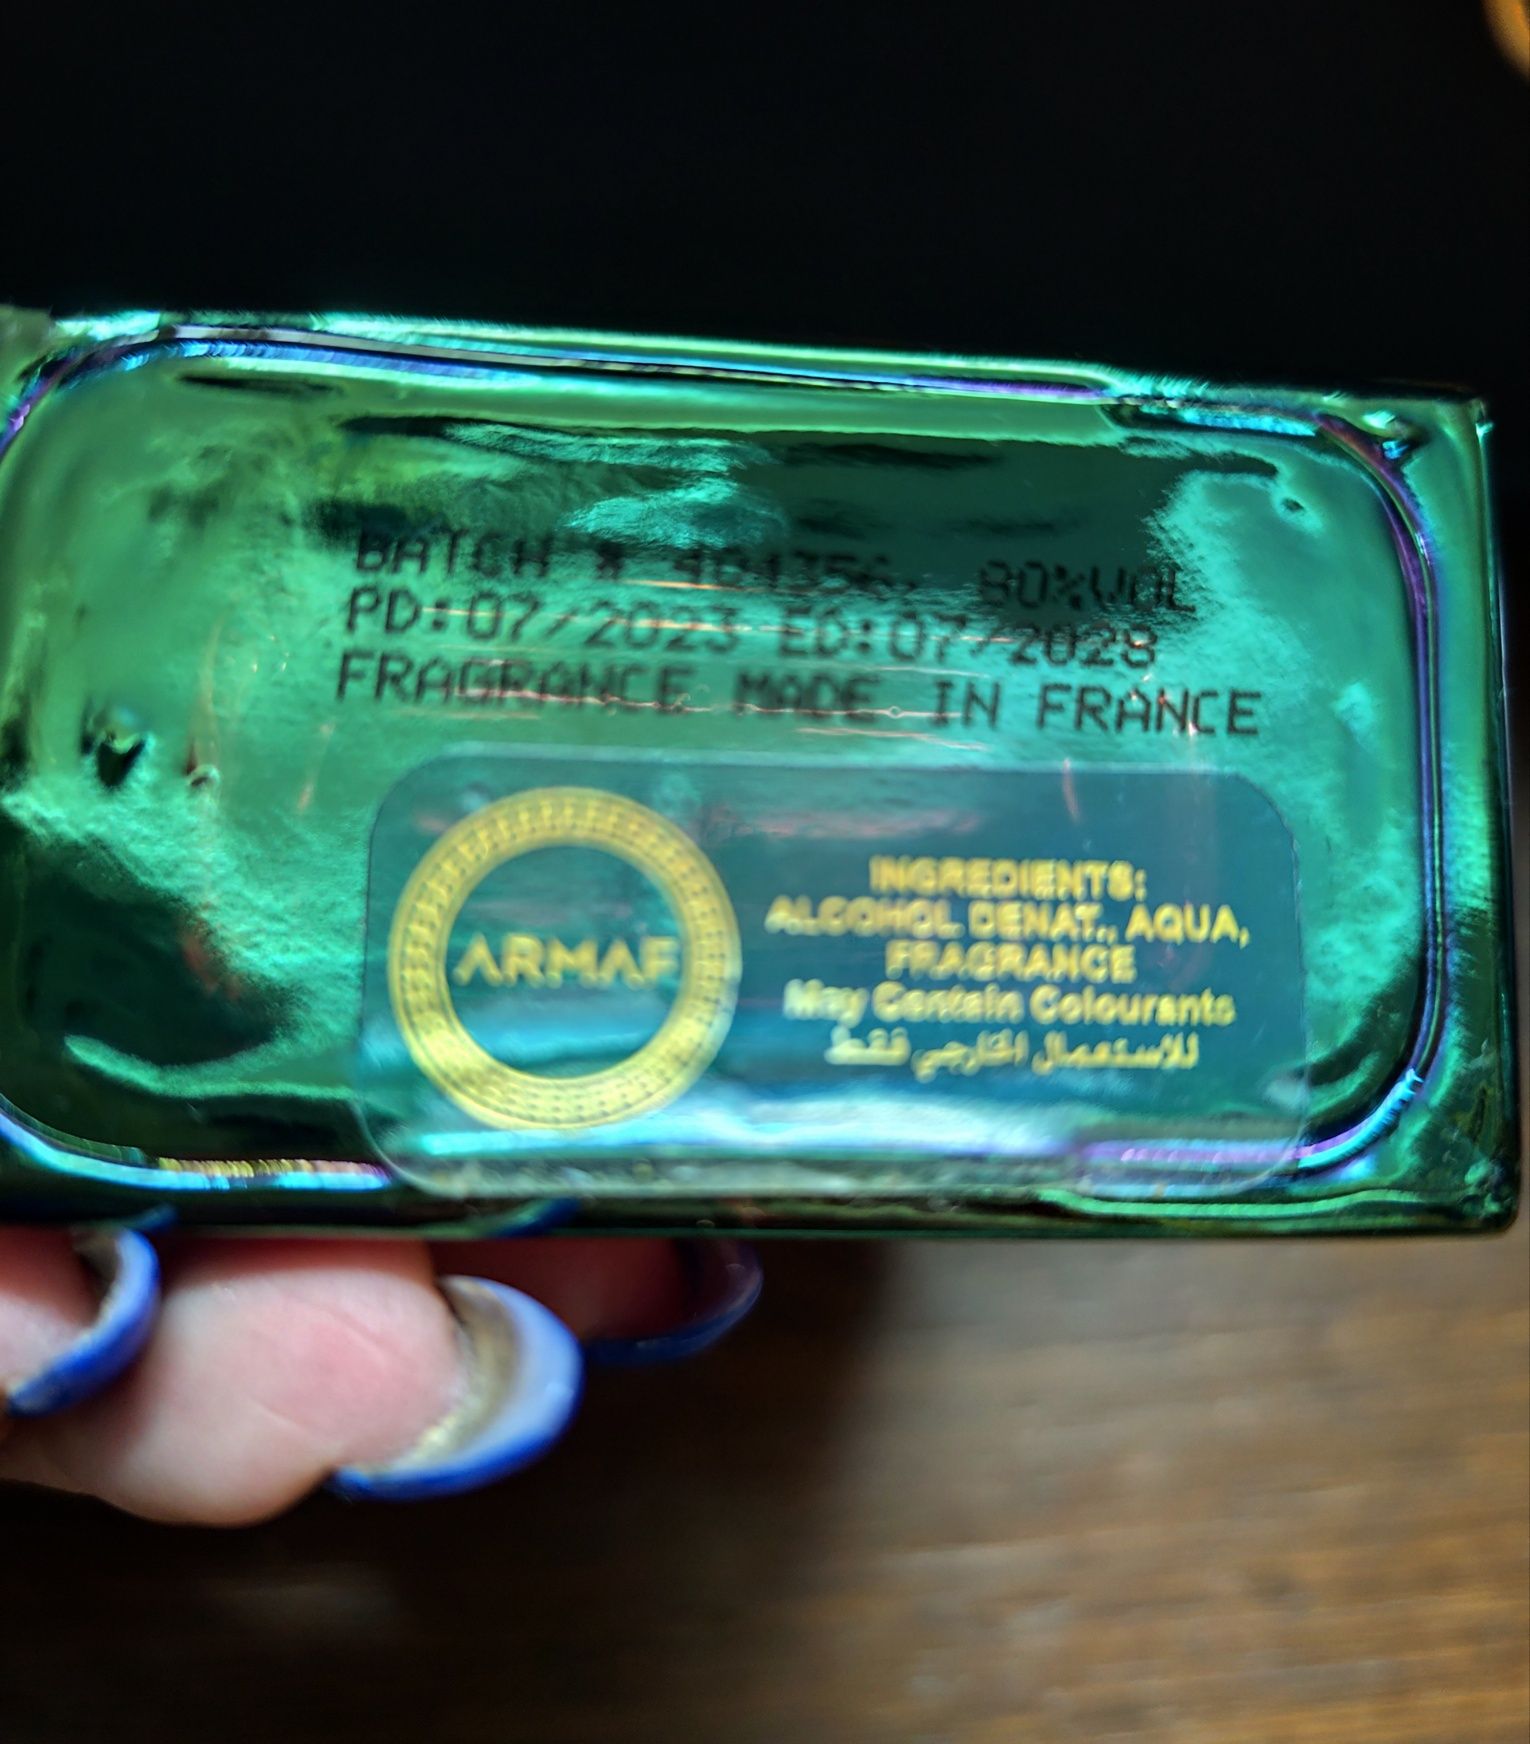 BATCH # 404356, 80%VOL
PD:07/2023 ED:07/2028
FRAGRANCE MADE IN FRANCE
ARMAF
INGREDIENTS:
ALCOHOL DENAT., AQUA,
FRAGRANCE
May Contain Colourants
للاستعمال الخارجي فقط